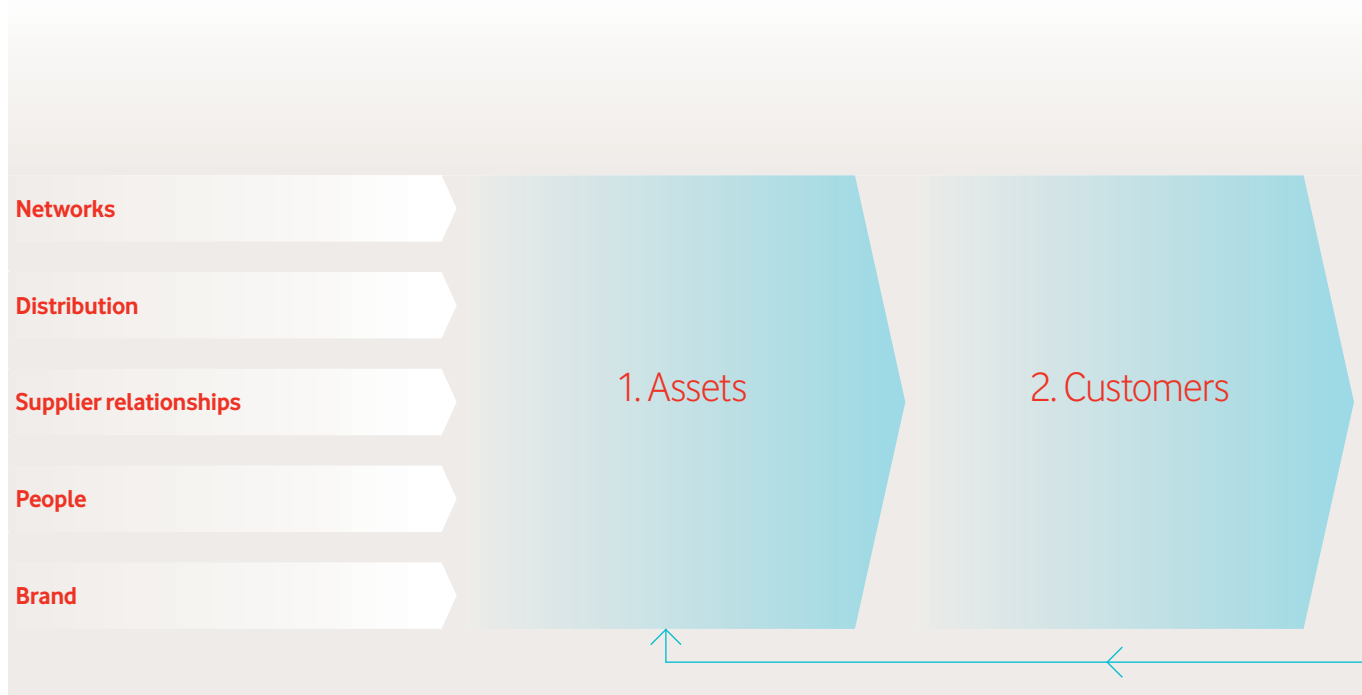 Networks
Distribution
Supplier relationships
People
Brand
1. Assets
2. Customers